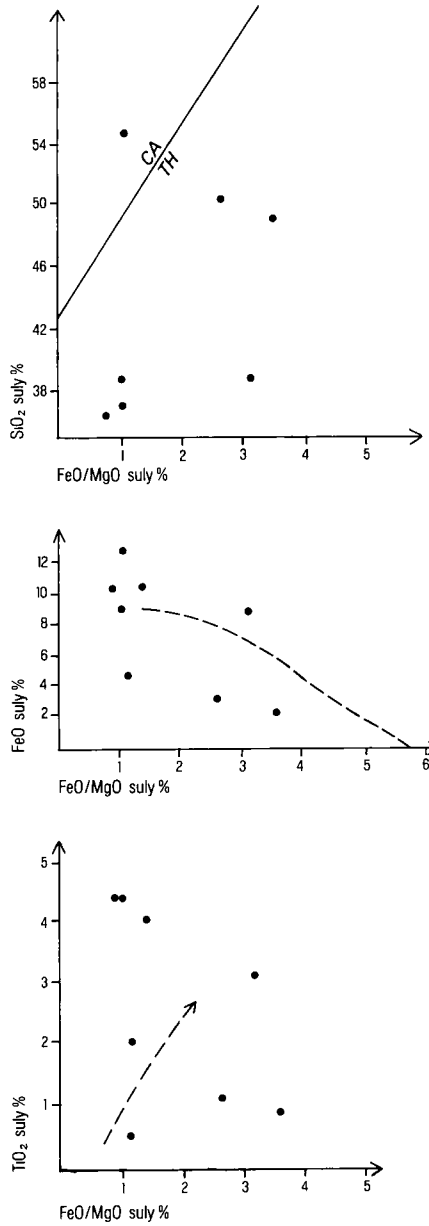 58
54
50
46
42
38
SiO₂ suly %
CA
TH
1 2 3 4 5
FeO/MgO suly %
12
10
8
6
4
2
FeO suly %
1 2 3 4 5 6
FeO/MgO suly %
5
4
3
2
1
TiO₂ suly %
1 2 3 4 5
FeO/MgO suly %